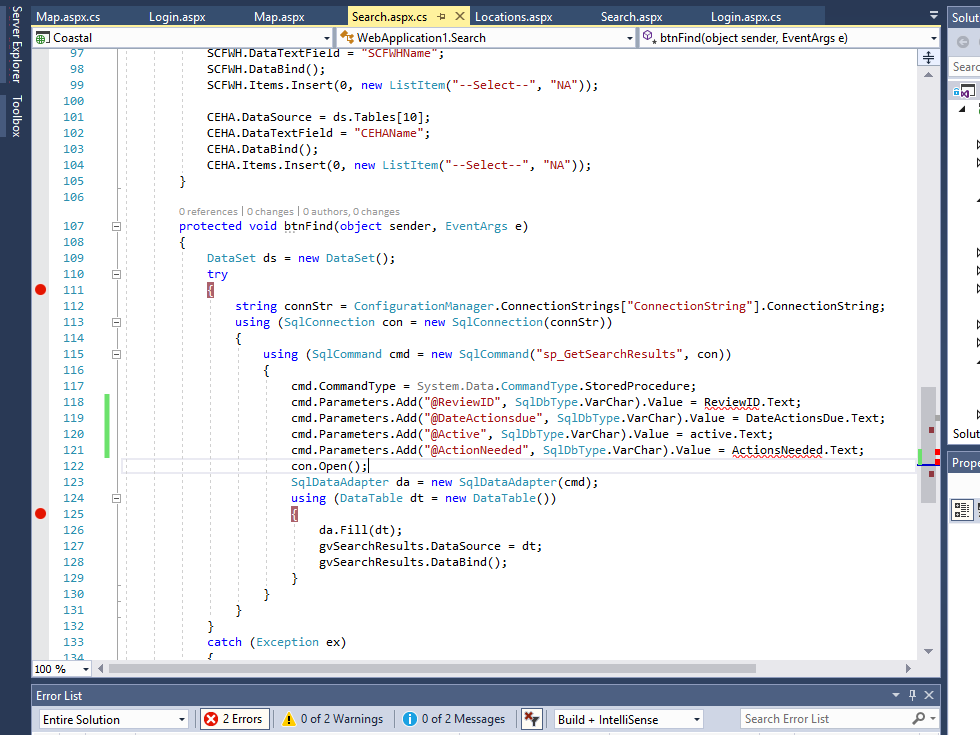 Map.aspx.cs Login.aspx Map.aspx Search.aspx.cs Locations.aspx Search.aspx Login.aspx.cs
Server Explorer
Toolbox
Coastal WebApplication1.Search btnFind(object sender, EventArgs e)
97 SCFWH.DataTextField = "SCFWHName";
98 SCFWH.DataBind();
99 SCFWH.Items.Insert(0, new ListItem("--Select--", "NA"));
100
101 CEHA.DataSource = ds.Tables[10];
102 CEHA.DataTextField = "CEHAName";
103 CEHA.DataBind();
104 CEHA.Items.Insert(0, new ListItem("--Select--", "NA"));
105 }
106
0 references | 0 changes | 0 authors, 0 changes
107 protected void btnFind(object sender, EventArgs e)
108 {
109 DataSet ds = new DataSet();
110 try
111 {
112 string connStr = ConfigurationManager.ConnectionStrings["ConnectionString"].ConnectionString;
113 using (SqlConnection con = new SqlConnection(connStr))
114 {
115 using (SqlCommand cmd = new SqlCommand("sp_GetSearchResults", con))
116 {
117 cmd.CommandType = System.Data.CommandType.StoredProcedure;
118 cmd.Parameters.Add("@ReviewID", SqlDbType.VarChar).Value = ReviewID.Text;
119 cmd.Parameters.Add("@DateActionsdue", SqlDbType.VarChar).Value = DateActionsDue.Text;
120 cmd.Parameters.Add("@Active", SqlDbType.VarChar).Value = active.Text;
121 cmd.Parameters.Add("@ActionNeeded", SqlDbType.VarChar).Value = ActionsNeeded.Text;
122 con.Open();
123 SqlDataAdapter da = new SqlDataAdapter(cmd);
124 using (DataTable dt = new DataTable())
125 {
126 da.Fill(dt);
127 gvSearchResults.DataSource = dt;
128 gvSearchResults.DataBind();
129 }
130 }
131 }
132 }
133 catch (Exception ex)
134 {
100 %
Solu
Searc
Solut
Prope
Error List
Entire Solution 2 Errors 0 of 2 Warnings 0 of 2 Messages Build + IntelliSense Search Error List